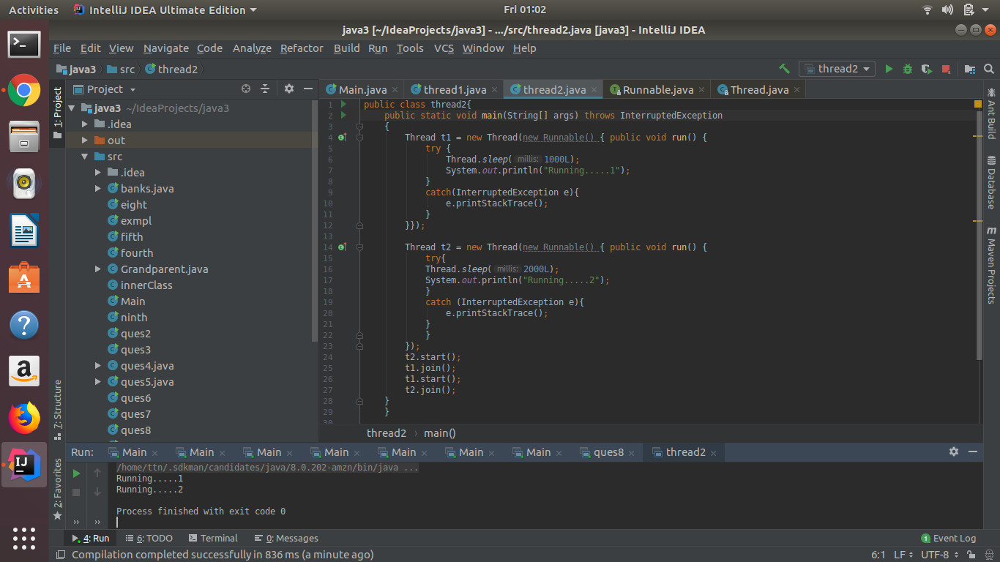 Activities IntelliJ IDEA Ultimate Edition Fri 01:02
java3 [~/IdeaProjects/java3] - .../src/thread2.java [java3] - IntelliJ IDEA
File Edit View Navigate Code Analyze Refactor Build Run Tools VCS Window Help
java3 src thread2 thread2
1: Project
Project
java3 ~/IdeaProjects/java3
.idea
out
src
.idea
banks.java
eight
exmpl
fifth
fourth
Grandparent.java
innerClass
Main
ninth
ques2
ques3
ques4.java
ques5.java
ques6
ques7
ques8
Main.java thread1.java thread2.java Runnable.java Thread.java
1 public class thread2{
2 public static void main(String[] args) throws InterruptedException
3 {
4 Thread t1 = new Thread(new Runnable() { public void run() {
5 try {
6 Thread.sleep( millis: 1000L);
7 System.out.println("Running.....1");
8 }
9 catch(InterruptedException e){
10 e.printStackTrace();
11 }
12 }});
13
14 Thread t2 = new Thread(new Runnable() { public void run() {
15 try{
16 Thread.sleep( millis: 2000L);
17 System.out.println("Running.....2");
18 }
19 catch (InterruptedException e){
20 e.printStackTrace();
21 }
22 }
23 });
24 t2.start();
25 t1.join();
26 t1.start();
27 t2.join();
28 }
29 }
30
thread2 main()
Ant Build
Database
Maven Projects
7: Structure
2: Favorites
Run: Main Main Main Main Main Main Main ques8 thread2
/home/ttn/.sdkman/candidates/java/8.0.202-amzn/bin/java ...
Running.....1
Running.....2
Process finished with exit code 0
4: Run 6: TODO Terminal 0: Messages 1 Event Log
Compilation completed successfully in 836 ms (a minute ago) 6:1 LF UTF-8